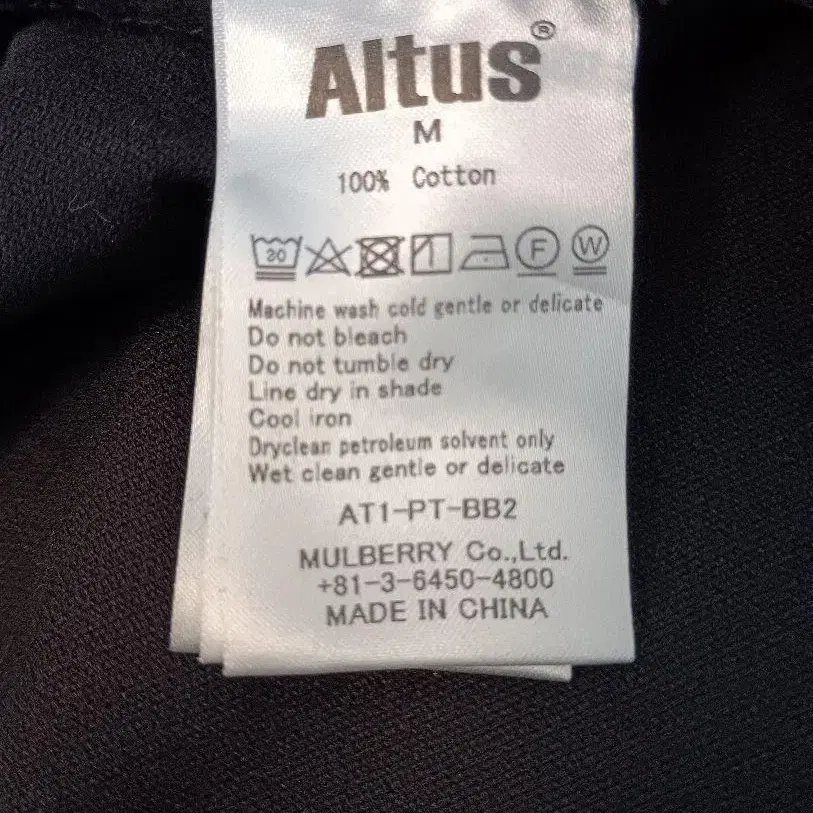 Altus®
M
100% Cotton
30 F W
Machine wash cold gentle or delicate
Do not bleach
Do not tumble dry
Line dry in shade
Cool iron
Dryclean petroleum solvent only
Wet clean gentle or delicate
AT1-PT-BB2
MULBERRY Co.,Ltd.
+81-3-6450-4800
MADE IN CHINA